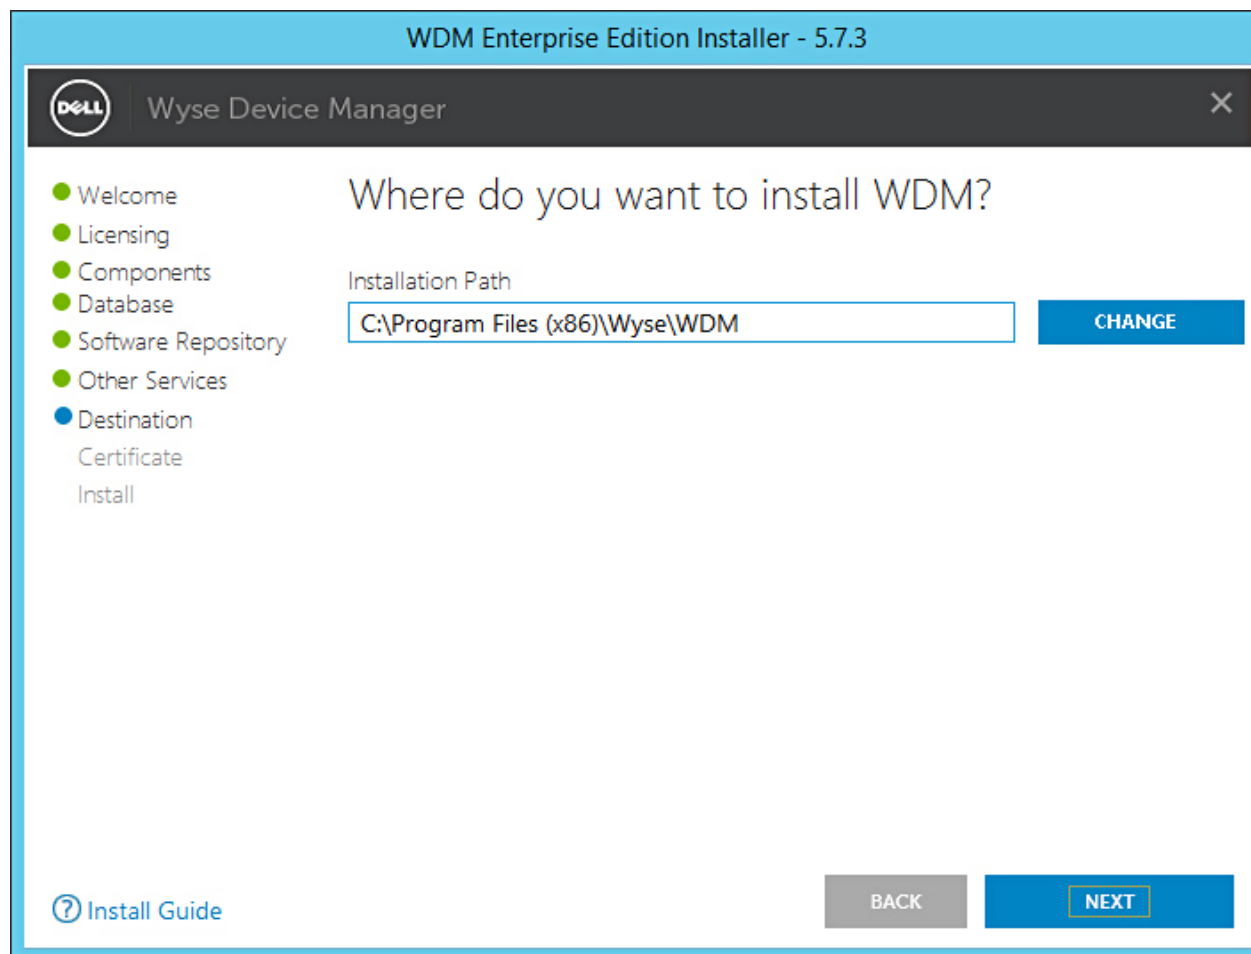 WDM Enterprise Edition Installer - 5.7.3
DELL
Wyse Device Manager
Welcome
Licensing
Components
Database
Software Repository
Other Services
Destination
Certificate
Install
Where do you want to install WDM?
Installation Path
C:\Program Files (x86)\Wyse\WDM
CHANGE
? Install Guide
BACK
NEXT